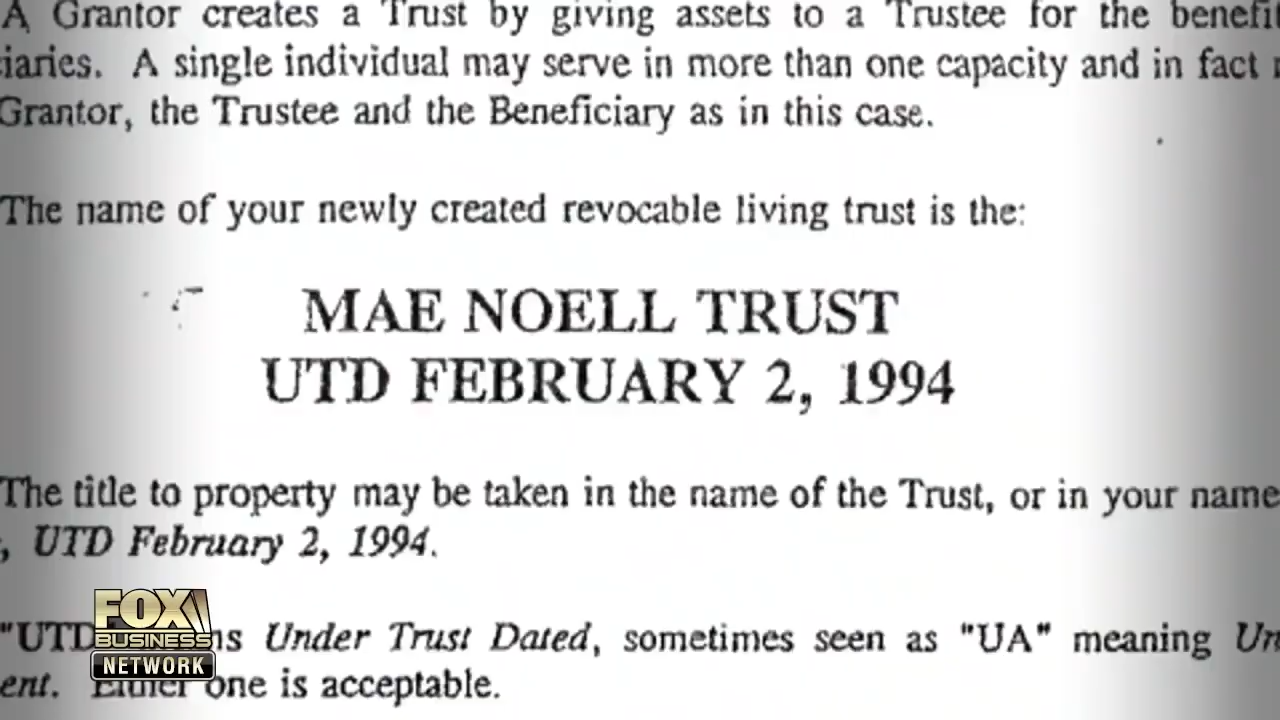 A Grantor creates a Trust by giving assets to a Trustee for the benefi
iaries. A single individual may serve in more than one capacity and in fact
Grantor, the Trustee and the Beneficiary as in this case.
The name of your newly created revocable living trust is the:
MAE NOELL TRUST
UTD FEBRUARY 2, 1994
The title to property may be taken in the name of the Trust, or in your name
, UTD February 2, 1994.
"UTD ns Under Trust Dated, sometimes seen as "UA" meaning Un
ent. Either one is acceptable.
FOX
BUSINESS
NETWORK